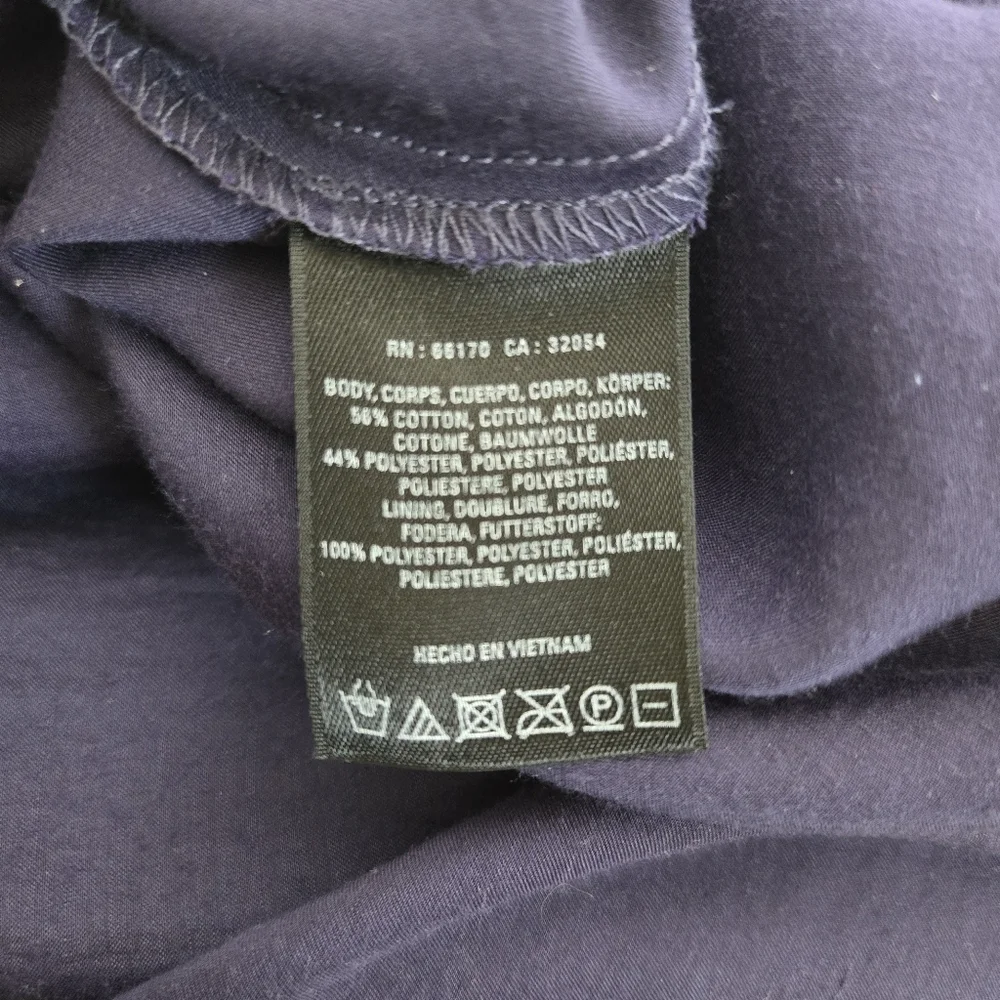 RN : 66170 CA : 32054
BODY, CORPS, CUERPO, CORPO, KÖRPER:
56% COTTON, COTON, ALGODÓN,
COTONE, BAUMWOLLE
44% POLYESTER, POLYESTER, POLIÉSTER,
POLIESTERE, POLYESTER
LINING, DOUBLURE, FORRO,
FODERA, FUTTERSTOFF:
100% POLYESTER, POLYESTER, POLIÉSTER,
POLIESTERE, POLYESTER
HECHO EN VIETNAM
P